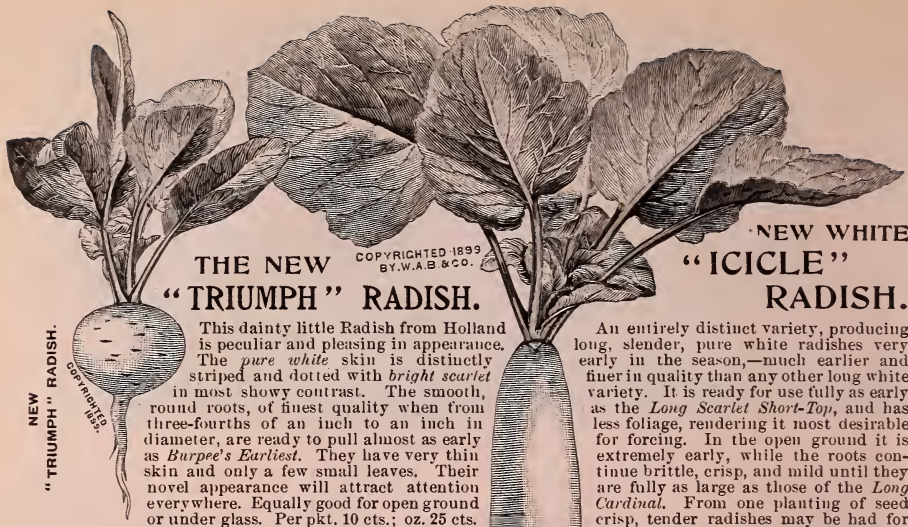 THE NEW
"TRIUMPH" RADISH.
COPYRIGHTED 1899
BY W.A.B.&CO.
This dainty little Radish from Holland
is peculiar and pleasing in appearance.
The pure white skin is distinctly
striped and dotted with bright scarlet
in most showy contrast. The smooth,
round roots, of finest quality when from
three-fourths of an inch to an inch in
diameter, are ready to pull almost as early
as Burpee's Earliest. They have very thin
skin and only a few small leaves. Their
novel appearance will attract attention
everywhere. Equally good for open ground
or under glass. Per pkt. 10 cts.; oz. 25 cts.
NEW
"TRIUMPH" RADISH.
COPYRIGHTED
1899.
NEW WHITE
"ICICLE"
RADISH.
An entirely distinct variety, producing
long, slender, pure white radishes very
early in the season,—much earlier and
finer in quality than any other long white
variety. It is ready for use fully as early
as the Long Scarlet Short-Top, and has
less foliage, rendering it most desirable
for forcing. In the open ground it is
extremely early, while the roots con-
tinue brittle, crisp, and mild until they
are fully as large as those of the Long
Cardinal. From one planting of seed
crisp, tender radishes may be had for